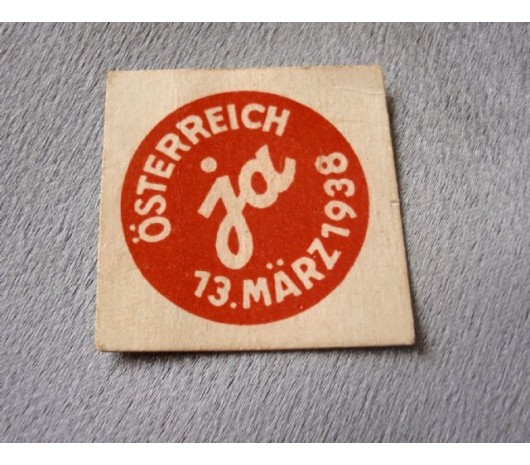 ÖSTERREICH
ja
13. MÄRZ 1938